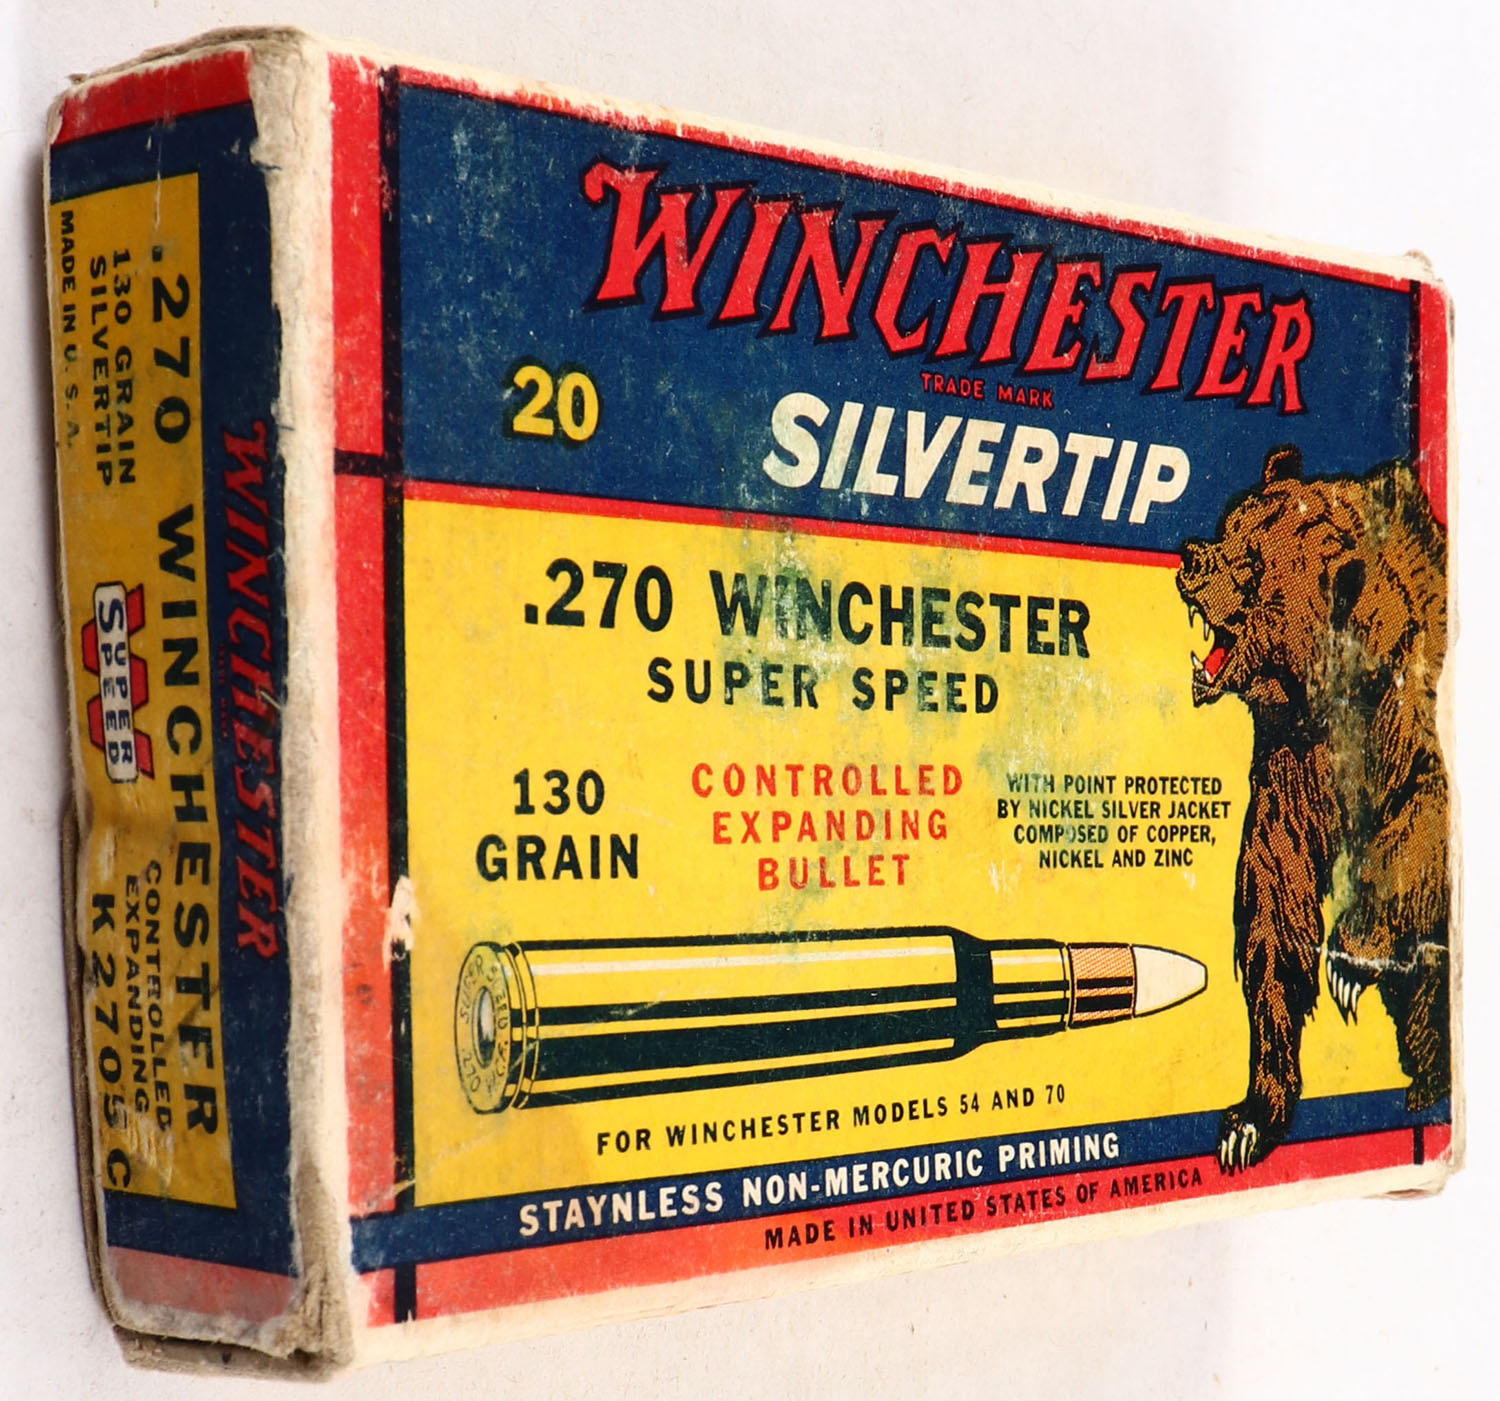 WINCHESTER
TRADE MARK
20
SILVERTIP
.270 WINCHESTER
SUPER SPEED
130
GRAIN
CONTROLLED
EXPANDING
BULLET
WITH POINT PROTECTED
BY NICKEL SILVER JACKET
COMPOSED OF COPPER,
NICKEL AND ZINC
SUPER SPEED
FOR WINCHESTER MODELS 54 AND 70
STAYNLESS NON-MERCURIC PRIMING
MADE IN UNITED STATES OF AMERICA
WINCHESTER
.270 WINCHESTER
130 GRAIN
SILVERTIP
MADE IN U.S.A.
W
SUPER
SPEED
CONTROLLED
EXPANDING
K2705C